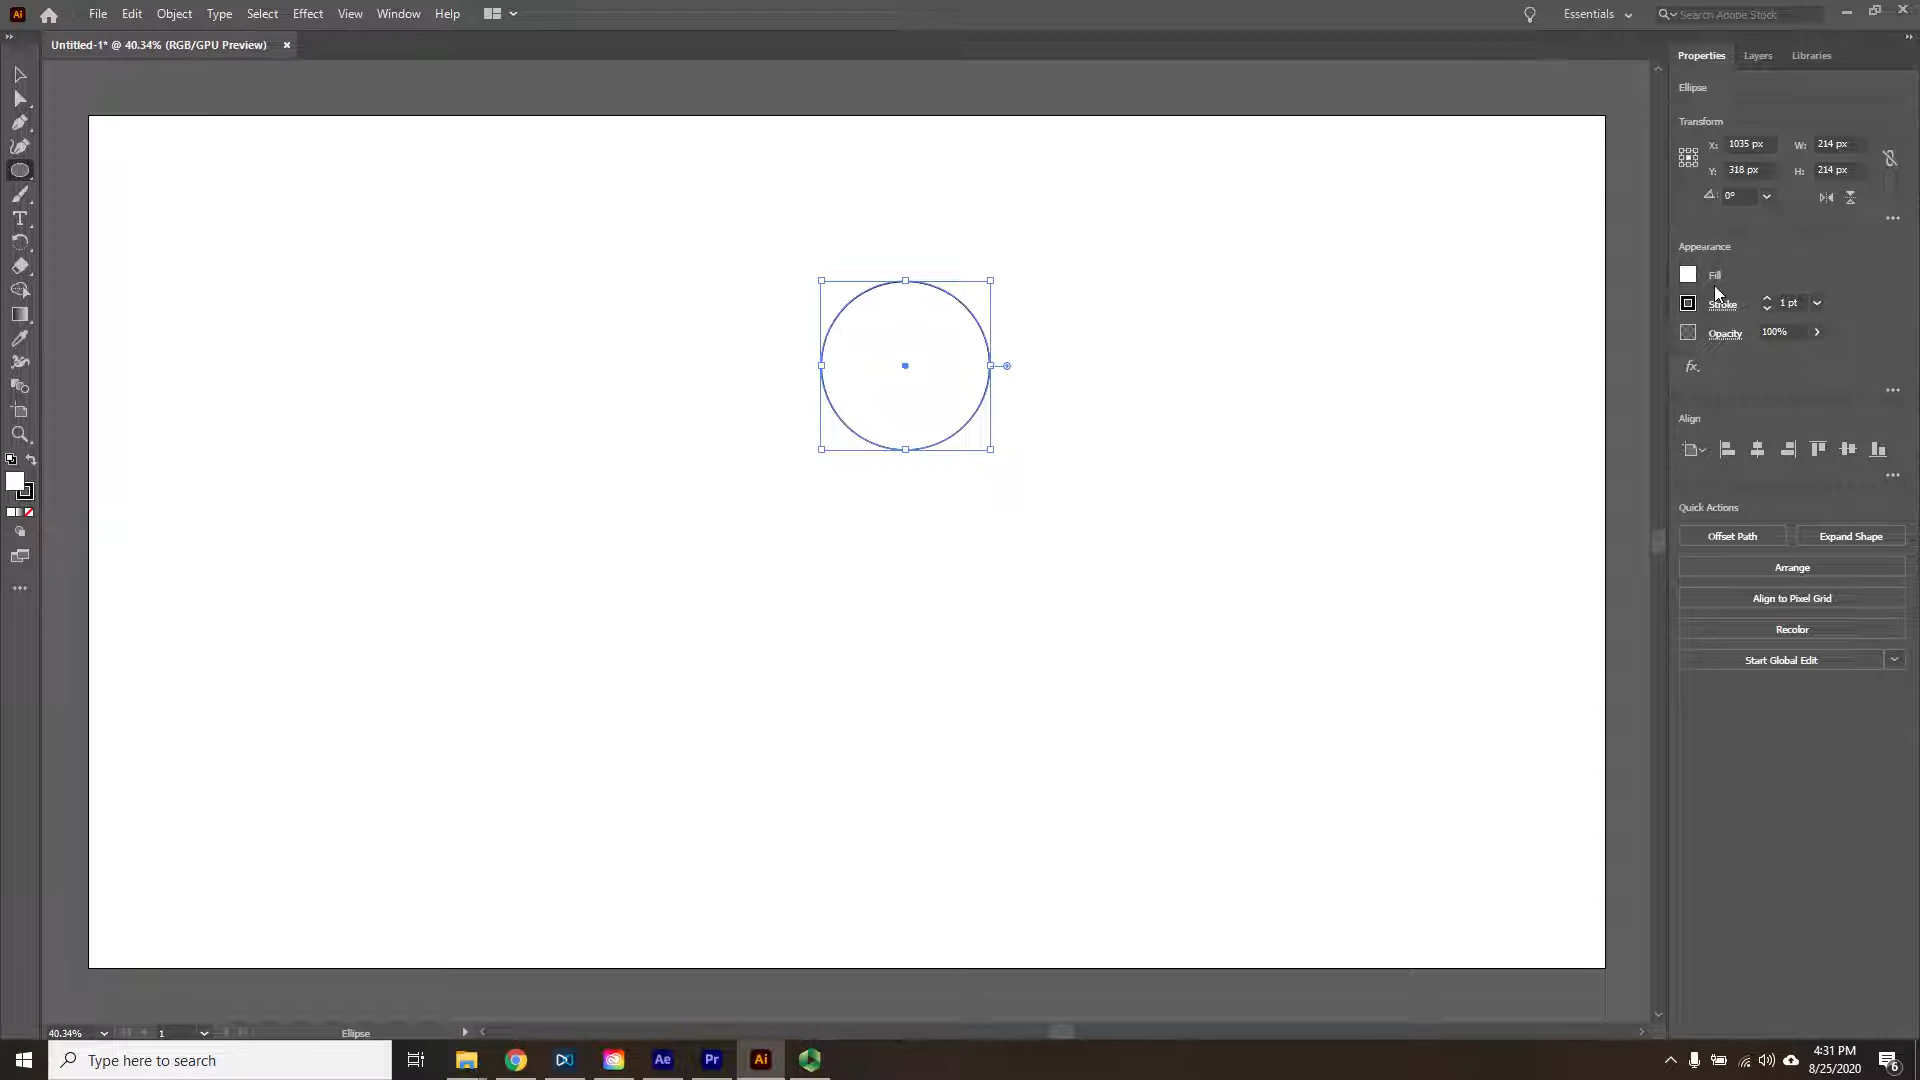 Ai File Edit Object Type Select Effect View Window Help Essentials Search Adobe Stock
Untitled-1* @ 40.34% (RGB/GPU Preview)
Properties Layers Libraries
Ellipse
Transform
X: 1035 px W: 214 px
Y: 318 px H: 214 px
0°
Appearance
Fill
Stroke 1 pt
Opacity 100%
fx.
Align
Quick Actions
Offset Path Expand Shape
Arrange
Align to Pixel Grid
Recolor
Start Global Edit
40.34% 1 Ellipse
Type here to search Ae Pr Ai
4:31 PM
8/25/2020
6